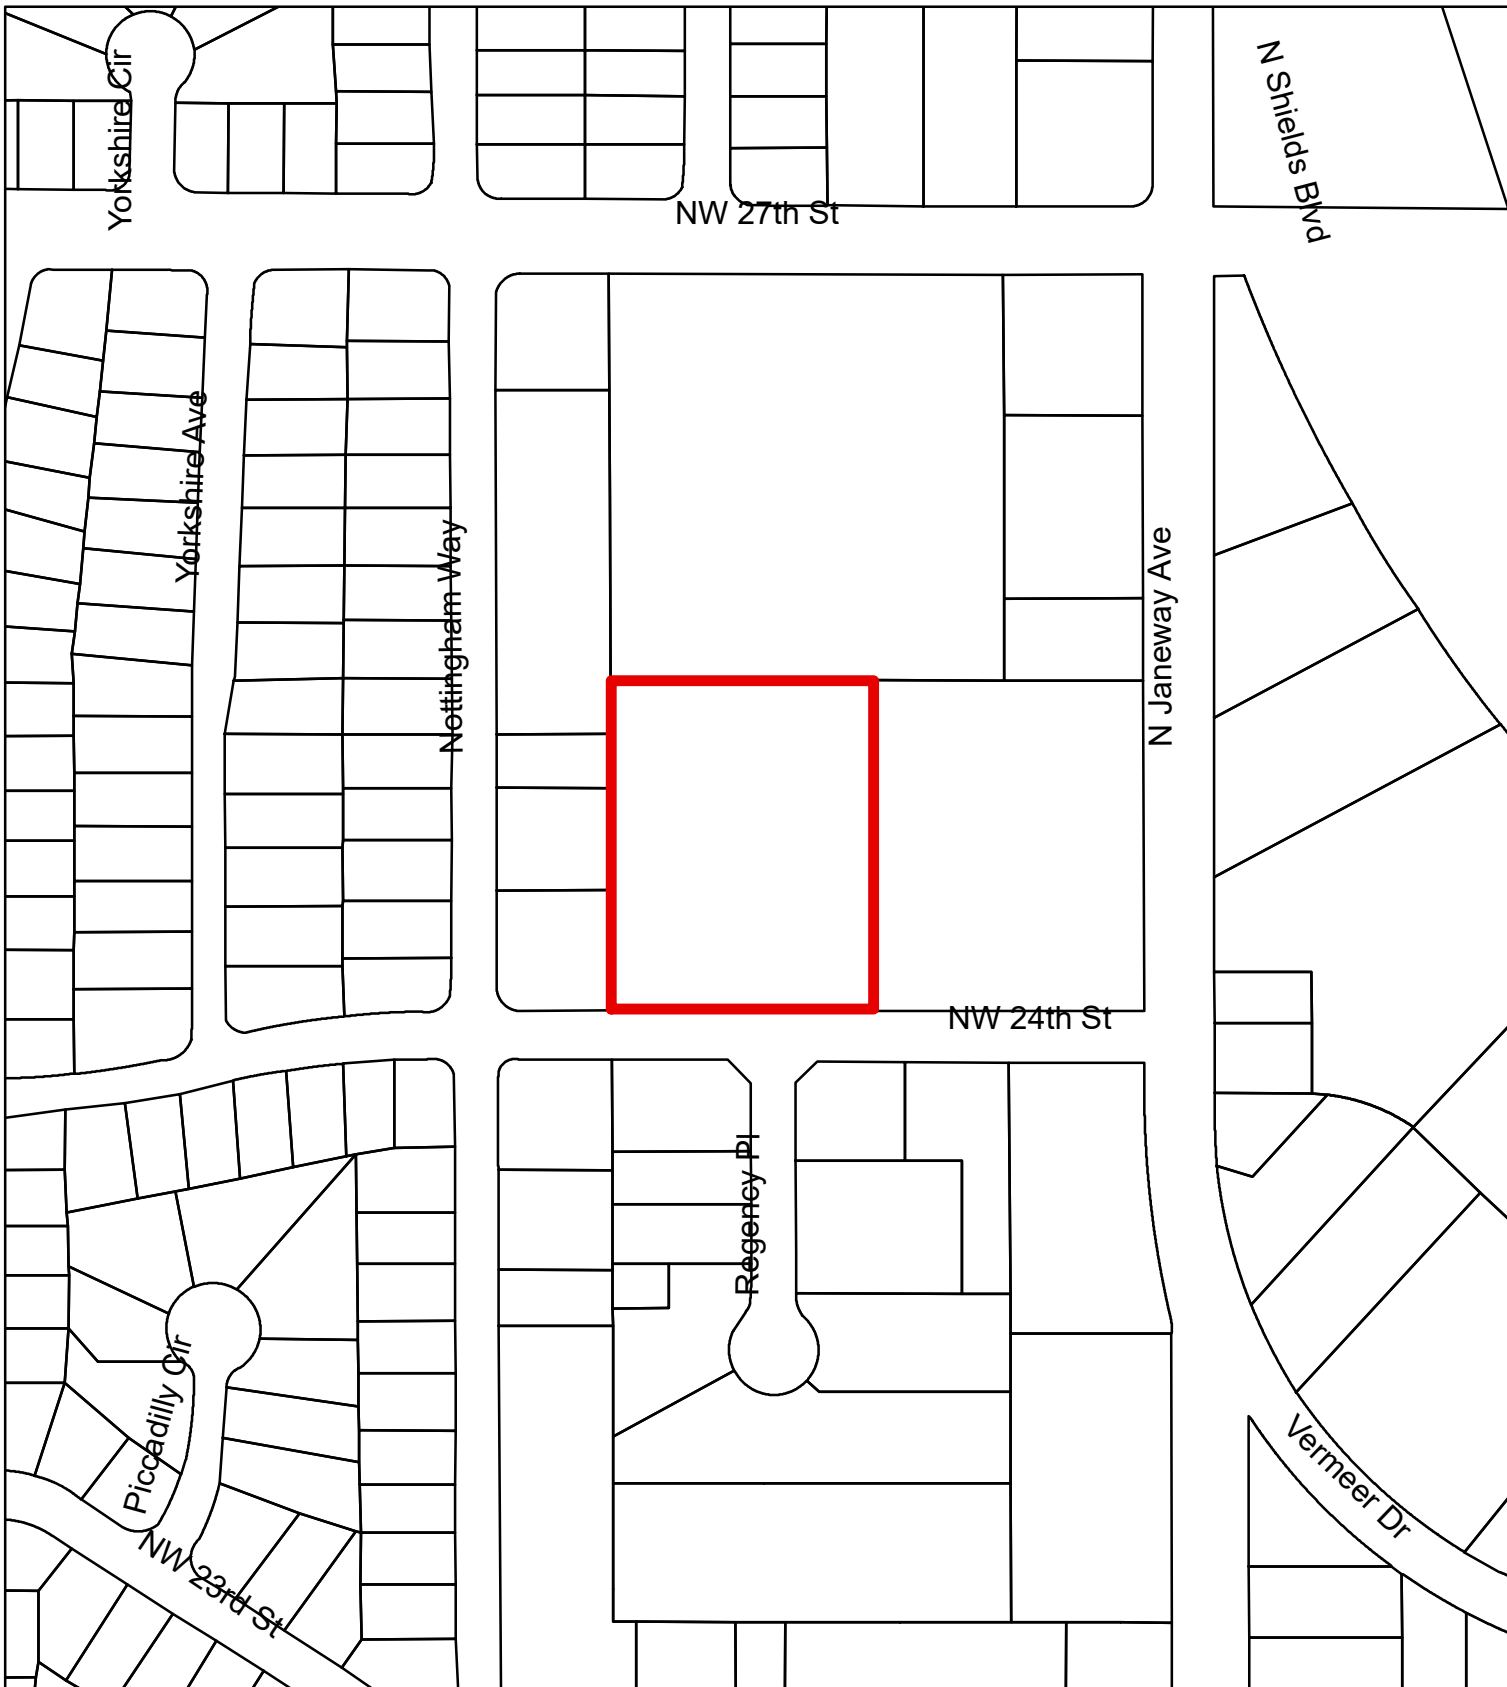 N Shields Blvd
Yorkshire Cir
NW 27th St
Yorkshire Ave
Nottingham Way
N Janeway Ave
NW 24th St
Regency Pl
Piccadilly Cir
Vermeer Dr
NW 23rd St